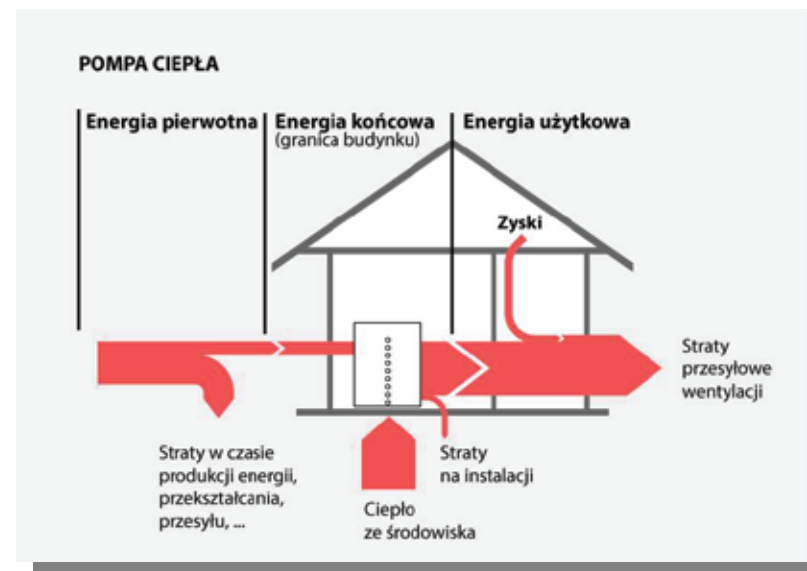 POMPA CIEPŁA
Energia pierwotna
Energia końcowa
(granica budynku)
Energia użytkowa
Zyski
Straty
przesyłowe
wentylacji
Straty w czasie
produkcji energii,
przekształcania,
przesyłu, ...
Straty
na instalacji
Ciepło
ze środowiska